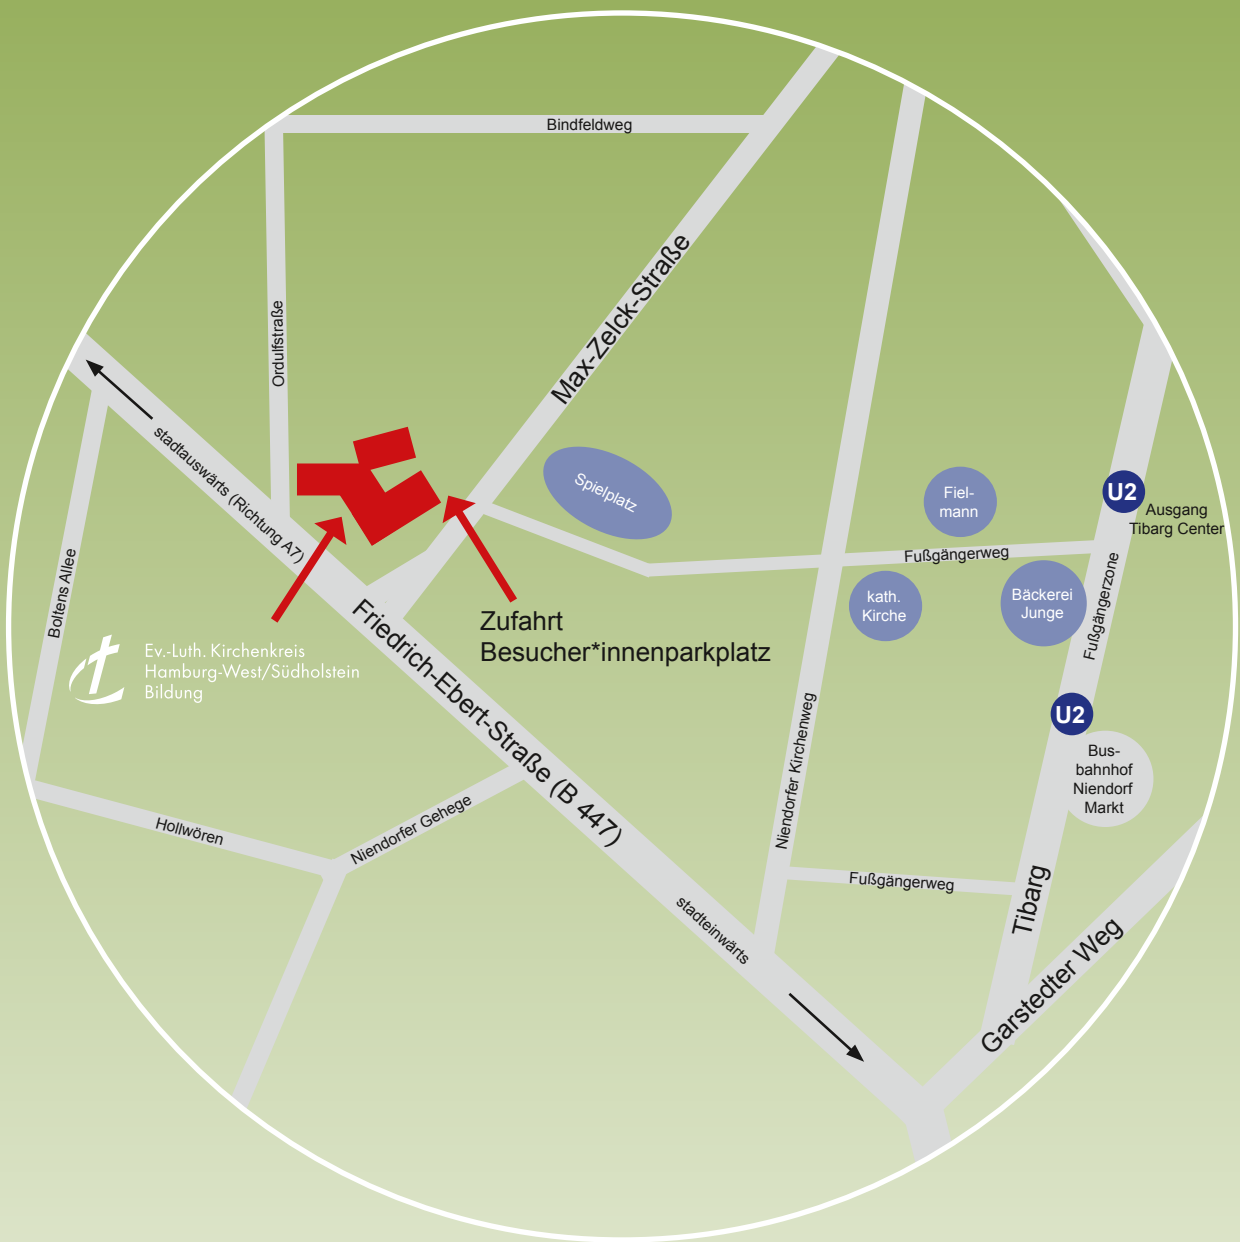 Bindfeldweg
Max-Zelck-Straße
Ordulfstraße
stadtauswärts (Richtung A7)
Spielplatz
Fiel-
mann
U2
Ausgang
Tibarg Center
Fußgängerweg
Boltens Allee
kath.
Kirche
Bäckerei
Junge
Fußgängerzone
Zufahrt
Besucher*innenparkplatz
Ev.-Luth. Kirchenkreis
Hamburg-West/Südholstein
Bildung
Friedrich-Ebert-Straße (B 447)
U2
Bus-
bahnhof
Niendorf
Markt
Niendorfer Kirchenweg
Hollwören
Niendorfer Gehege
Fußgängerweg
Tibarg
stadteinwärts
Garstedter Weg